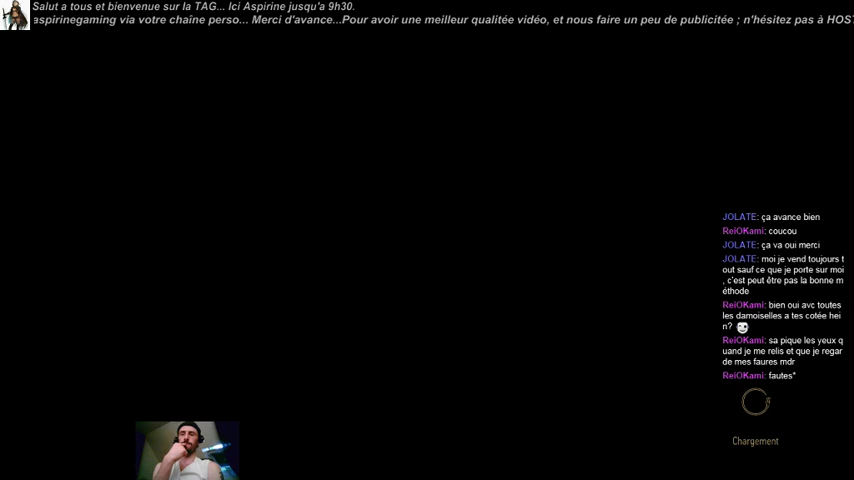 Salut a tous et bienvenue sur la TAG... Ici Aspirine jusqu'a 9h30.
aspirinegaming via votre chaîne perso... Merci d'avance...Pour avoir une meilleur qualitée vidéo, et nous faire un peu de publicitée ; n'hésitez pas à HOST
JOLATE: ça avance bien
ReiOKami: coucou
JOLATE: ça va oui merci
JOLATE: moi je vend toujours t
out sauf ce que je porte sur moi
, c'est peut être pas la bonne m
éthode
ReiOKami: bien oui avc toutes
les damoiselles a tes cotée hei
n?
ReiOKami: sa pique les yeux q
uand je me relis et que je regar
de mes faures mdr
ReiOKami: fautes*
Chargement